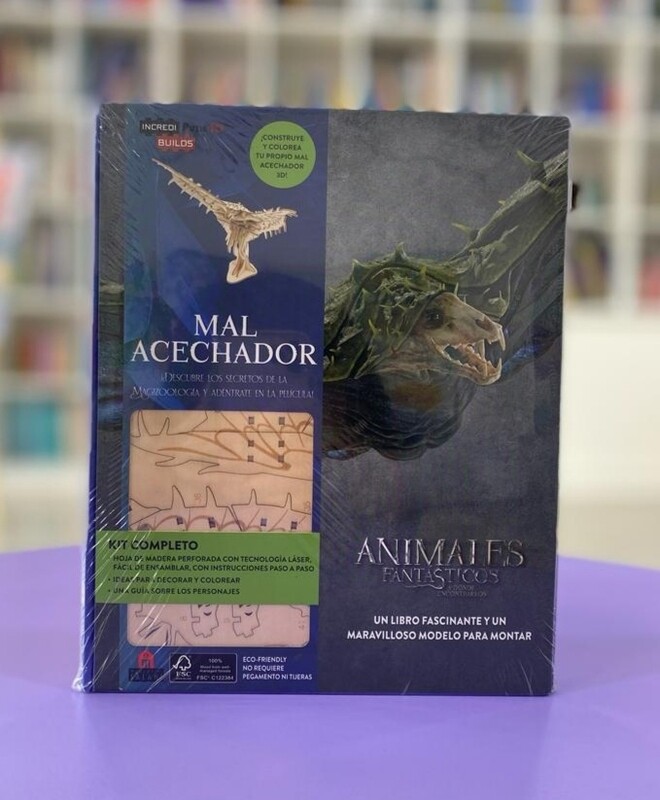 INCREDI
BUILDS
¡CONSTRUYE
Y COLOREA
TU PROPIO MAL
ACECHADOR
3D!
MAL
ACECHADOR
¡DESCUBRE LOS SECRETOS DE LA
MAGIZOOLOGÍA Y ADÉNTRATE EN LA PELÍCULA!
KIT COMPLETO
• HOJA DE MADERA PERFORADA CON TECNOLOGÍA LÁSER,
FÁCIL DE ENSAMBLAR, CON INSTRUCCIONES PASO A PASO
• IDEAS PARA DECORAR Y COLOREAR
• UNA GUÍA SOBRE LOS PERSONAJES
FSC
100%
FSC® C122384
ECO-FRIENDLY
NO REQUIERE
PEGAMENTO NI TIJERAS
ANIMALES
FANTÁSTICOS
UN LIBRO FASCINANTE Y UN
MARAVILLOSO MODELO PARA MONTAR